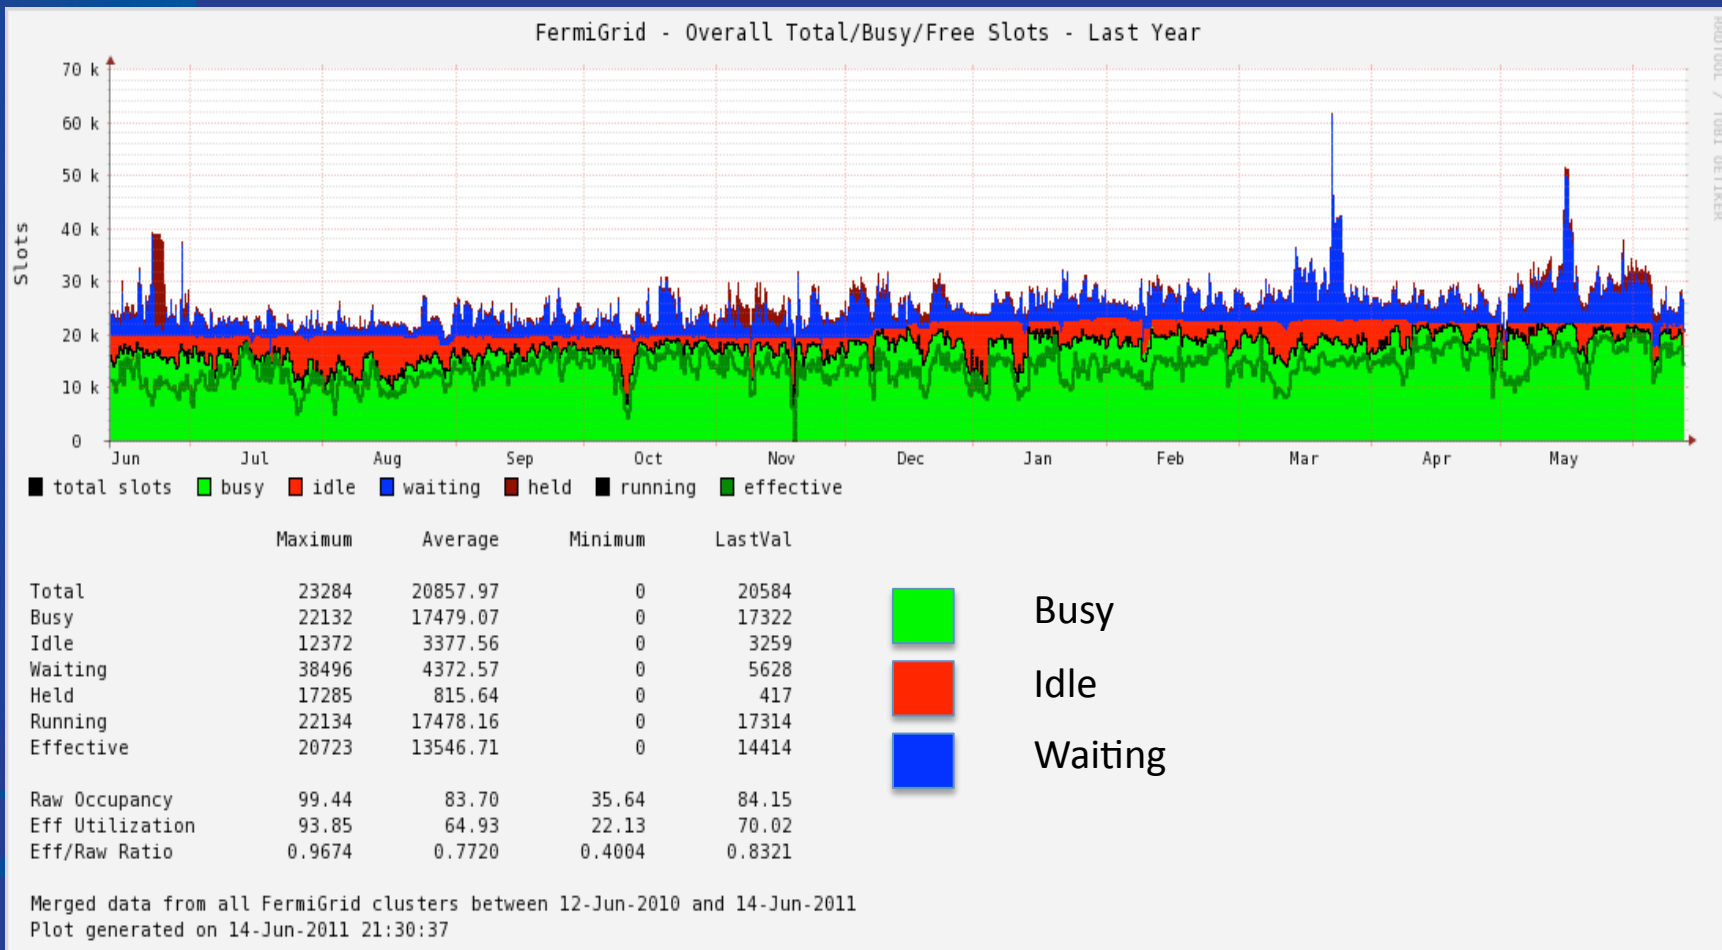 FermiGrid - Overall Total/Busy/Free Slots - Last Year
RRDTOOL / TOBI OETIKER
Slots
70 k
60 k
50 k
40 k
30 k
20 k
10 k
0
Jun Jul Aug Sep Oct Nov Dec Jan Feb Mar Apr May
total slots busy idle waiting held running effective
Maximum Average Minimum LastVal
Total 23284 20857.97 0 20584
Busy 22132 17479.07 0 17322
Idle 12372 3377.56 0 3259
Waiting 38496 4372.57 0 5628
Held 17285 815.64 0 417
Running 22134 17478.16 0 17314
Effective 20723 13546.71 0 14414
Raw Occupancy 99.44 83.70 35.64 84.15
Eff Utilization 93.85 64.93 22.13 70.02
Eff/Raw Ratio 0.9674 0.7720 0.4004 0.8321
Busy
Idle
Waiting
Merged data from all FermiGrid clusters between 12-Jun-2010 and 14-Jun-2011
Plot generated on 14-Jun-2011 21:30:37